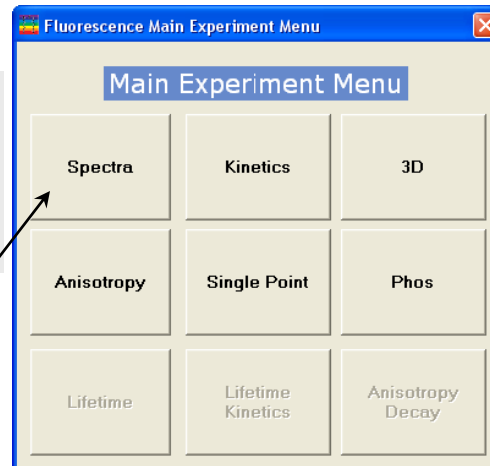 Fluorescence Main Experiment Menu
Main Experiment Menu
Spectra
Kinetics
3D
Anisotropy
Single Point
Phos
Lifetime
Lifetime
Kinetics
Anisotropy
Decay